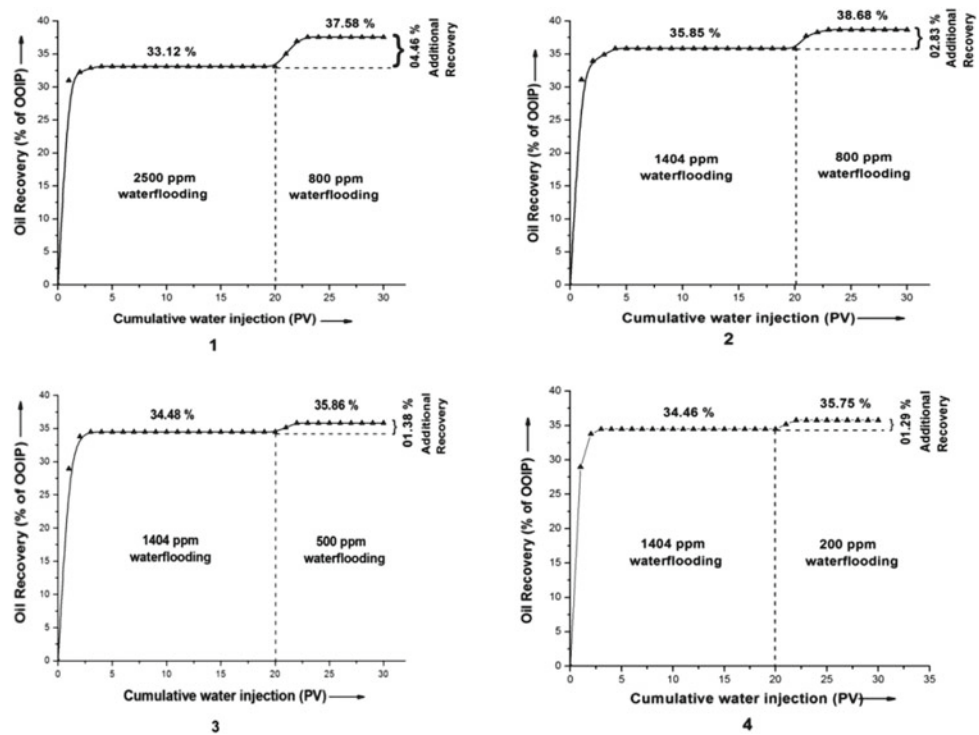 40
35
30
25
20
15
10
5
0
Oil Recovery (% of OOIP)
33.12 %
37.58 %
04.46 %
Additional
Recovery
2500 ppm
waterflooding
800 ppm
waterflooding
0 5 10 15 20 25 30
Cumulative water injection (PV)
1
40
35
30
25
20
15
10
5
0
Oil Recovery (% of OOIP)
35.85 %
38.68 %
02.83 %
Additional
Recovery
1404 ppm
waterflooding
800 ppm
waterflooding
0 5 10 15 20 25 30
Cumulative water injection (PV)
2
40
35
30
25
20
15
10
5
0
Oil Recovery (% of OOIP)
34.48 %
35.86 %
01.38 %
Additional
Recovery
1404 ppm
waterflooding
500 ppm
waterflooding
0 5 10 15 20 25 30
Cumulative water injection (PV)
3
40
35
30
25
20
15
10
5
0
Oil Recovery (% of OOIP)
34.46 %
35.75 %
01.29 %
Additional
Recovery
1404 ppm
waterflooding
200 ppm
waterflooding
0 5 10 15 20 25 30 35
Cumulative water injection (PV)
4